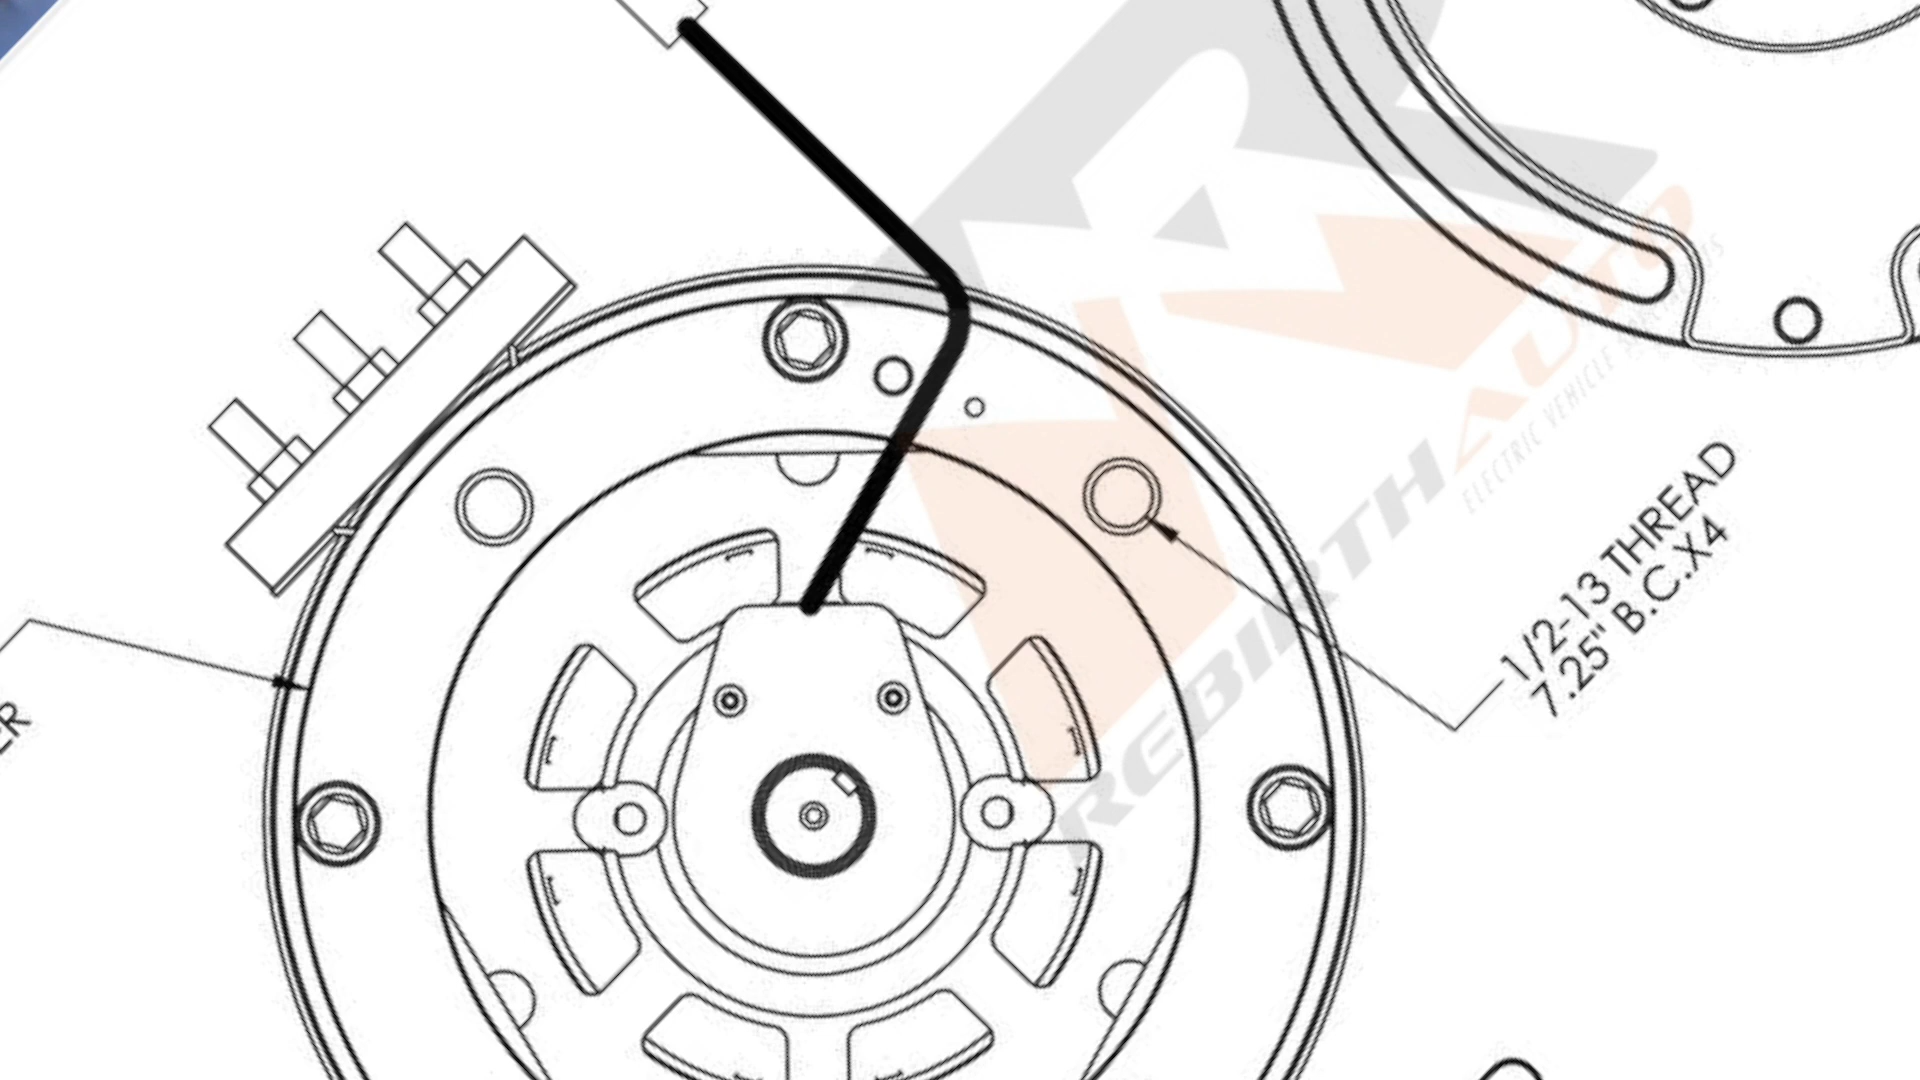 1/2-13 THREAD
7.25" B.C.X4
ER
REBIRTH AUTO
ELECTRIC VEHICLE